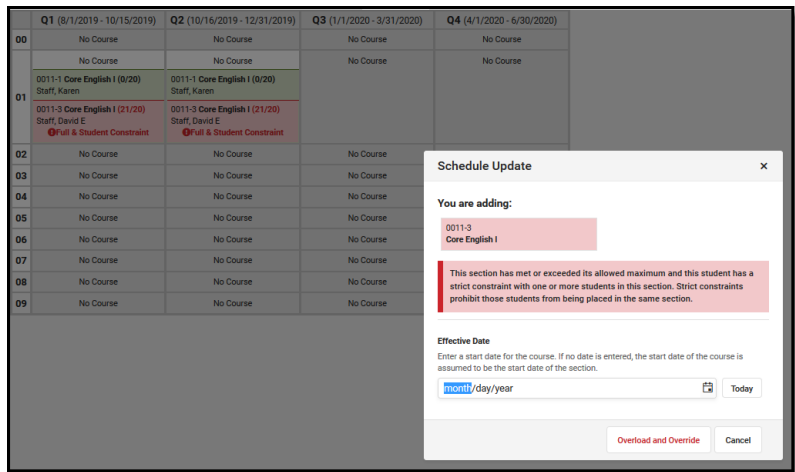 Q1 (8/1/2019 - 10/15/2019) Q2 (10/16/2019 - 12/31/2019) Q3 (1/1/2020 - 3/31/2020) Q4 (4/1/2020 - 6/30/2020)
00 No Course No Course No Course No Course
No Course No Course No Course No Course
01
0011-1 Core English I (0/20) 0011-1 Core English I (0/20)
Staff, Karen Staff, Karen
0011-3 Core English I (21/20) 0011-3 Core English I (21/20)
Staff, David E Staff, David E
Full & Student Constraint Full & Student Constraint
02 No Course No Course No Course
03 No Course No Course No Course
04 No Course No Course No Course
05 No Course No Course No Course
06 No Course No Course No Course
07 No Course No Course No Course
08 No Course No Course No Course
09 No Course No Course No Course
Schedule Update ×
You are adding:
0011-3
Core English I
This section has met or exceeded its allowed maximum and this student has a
strict constraint with one or more students in this section. Strict constraints
prohibit those students from being placed in the same section.
Effective Date
Enter a start date for the course. If no date is entered, the start date of the course is
assumed to be the start date of the section.
month/day/year Today
Overload and Override Cancel